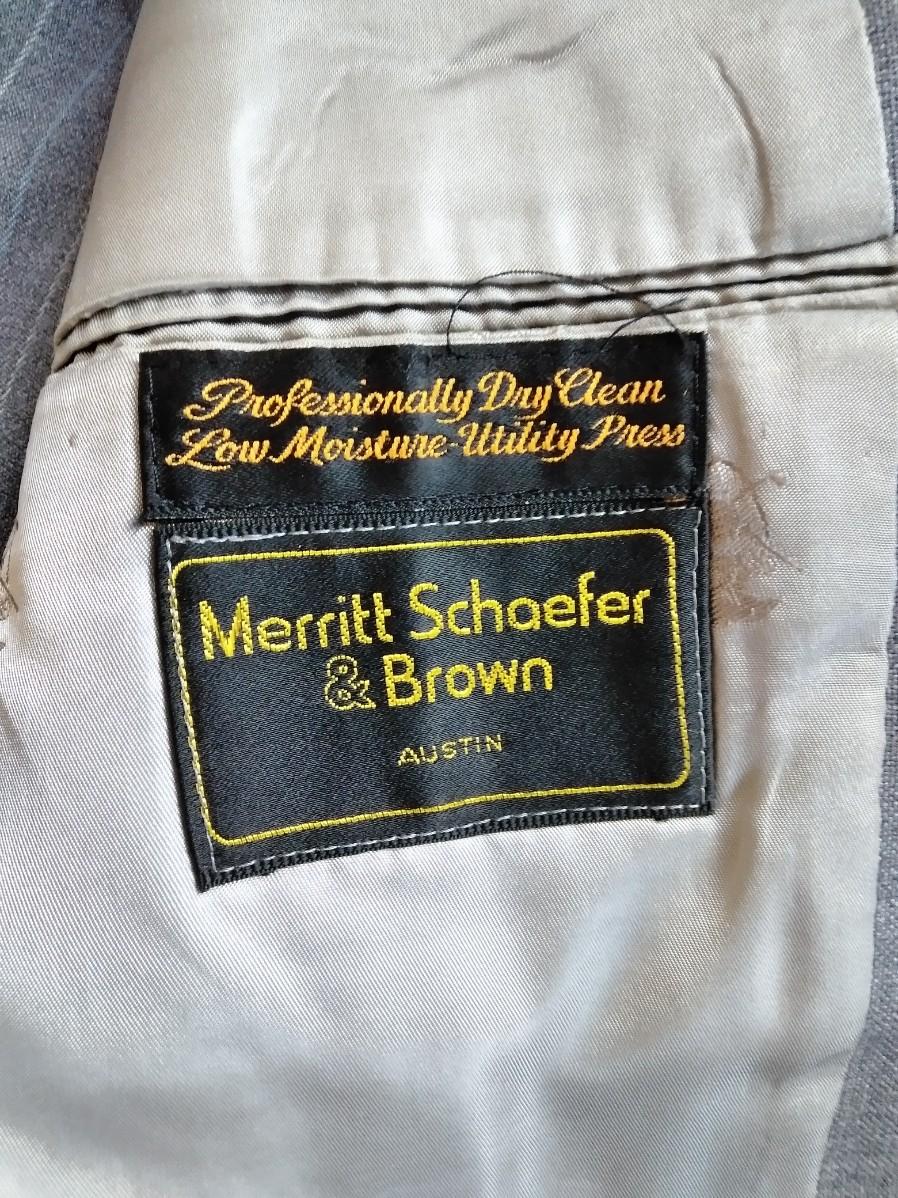 Professionally Dry Clean
Low Moisture-Utility Press
Merritt Schaefer
& Brown
AUSTIN